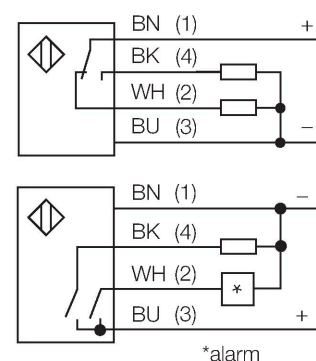 BN (1) +
BK (4)
WH (2)
BU (3) −
BN (1) −
BK (4)
WH (2)
*
BU (3) +
*alarm